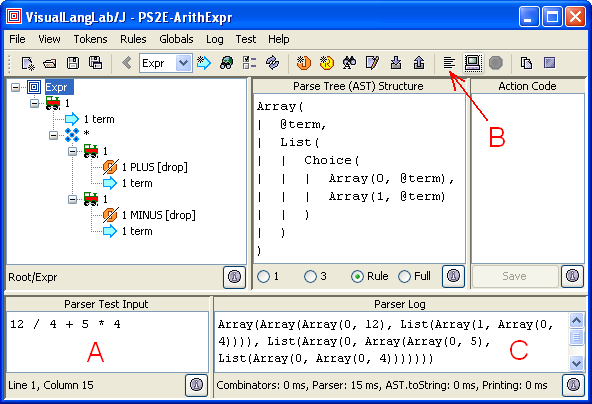 VisualLangLab/J - PS2E-ArithExpr
File View Tokens Rules Globals Log Test Help
Expr
Expr
1
1 term
*
1
1 PLUS [drop]
1 term
1
1 MINUS [drop]
1 term
Root/Expr
Parse Tree (AST) Structure
Array(
| @term,
| List(
| | Choice(
| | | Array(0, @term),
| | | Array(1, @term)
| | )
| )
)
1 3 Rule Full
Action Code
Save
B
Parser Test Input
12 / 4 + 5 * 4
A
Line 1, Column 15
Parser Log
Array(Array(Array(0, 12), List(Array(1, Array(0,
4)))), List(Array(0, Array(Array(0, 5),
List(Array(0, Array(0, 4)))))))
C
Combinators: 0 ms, Parser: 15 ms, AST.toString: 0 ms, Printing: 0 ms